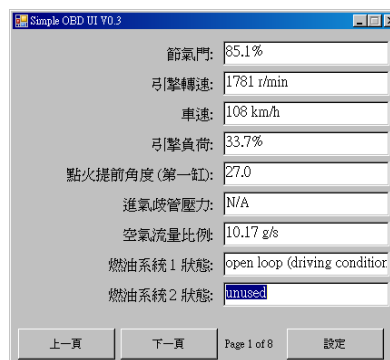 Simple OBD UI V0.3
節氣門: 85.1%
引擎轉速: 1781 r/min
車速: 108 km/h
引擎負荷: 33.7%
點火提前角度(第一缸): 27.0
進氣歧管壓力: N/A
空氣流量比例: 10.17 g/s
燃油系統1狀態: open loop (driving condition
燃油系統2狀態: unused
上一頁 下一頁 Page 1 of 8 設定